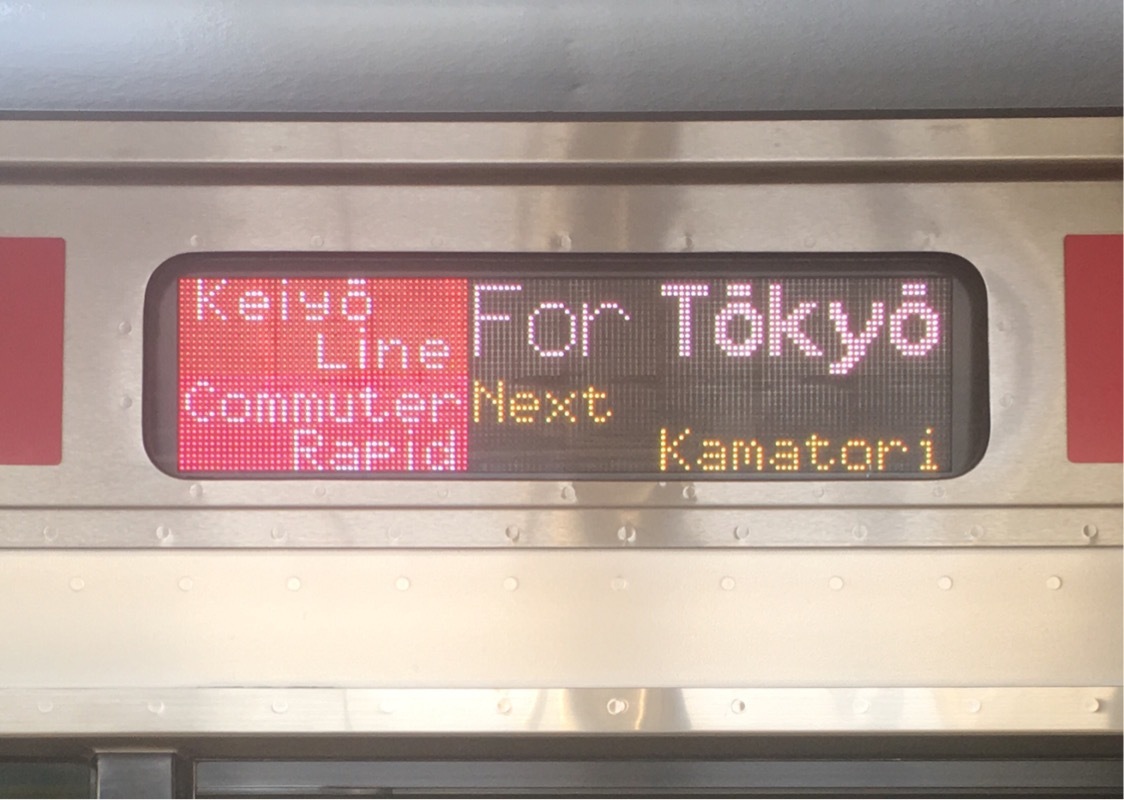 Keiyō
Line
Commuter
Rapid
For Tōkyō
Next
Kamatori